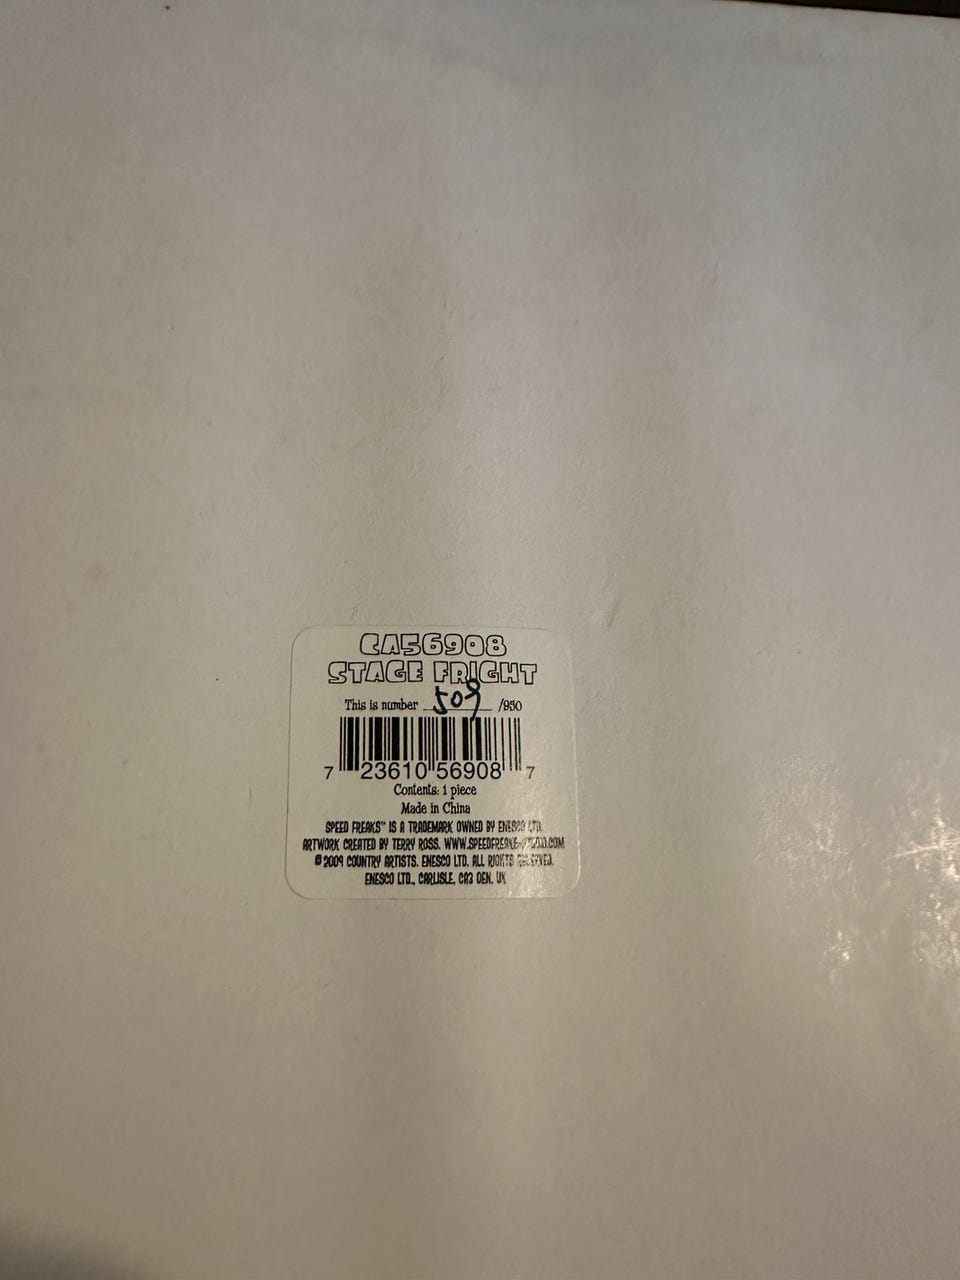 CA56908
STAGE FRIGHT
This is number 509 /950
7 23610 56908 7
Contents: 1 piece
Made in China
SPEED FREAKS™ IS A TRADEMARK OWNED BY ENESCO LTD.
ARTWORK CREATED BY TERRY ROSS.
© 2009 COUNTRY ARTISTS. ENESCO LTD. ALL RIGHTS RESERVED.
ENESCO LTD., CARLISLE, CA3 0EN, UK